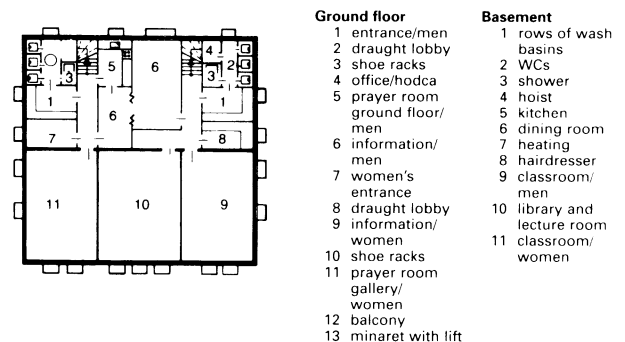 4
5
6
2
3
3
1
6
1
7
8
11
10
9
Ground floor
1 entrance/men
2 draught lobby
3 shoe racks
4 office/hodca
5 prayer room
ground floor/
men
6 information/
men
7 women's
entrance
8 draught lobby
9 information/
women
10 shoe racks
11 prayer room
gallery/
women
12 balcony
13 minaret with lift
Basement
1 rows of wash
basins
2 WCs
3 shower
4 hoist
5 kitchen
6 dining room
7 heating
8 hairdresser
9 classroom/
men
10 library and
lecture room
11 classroom/
women